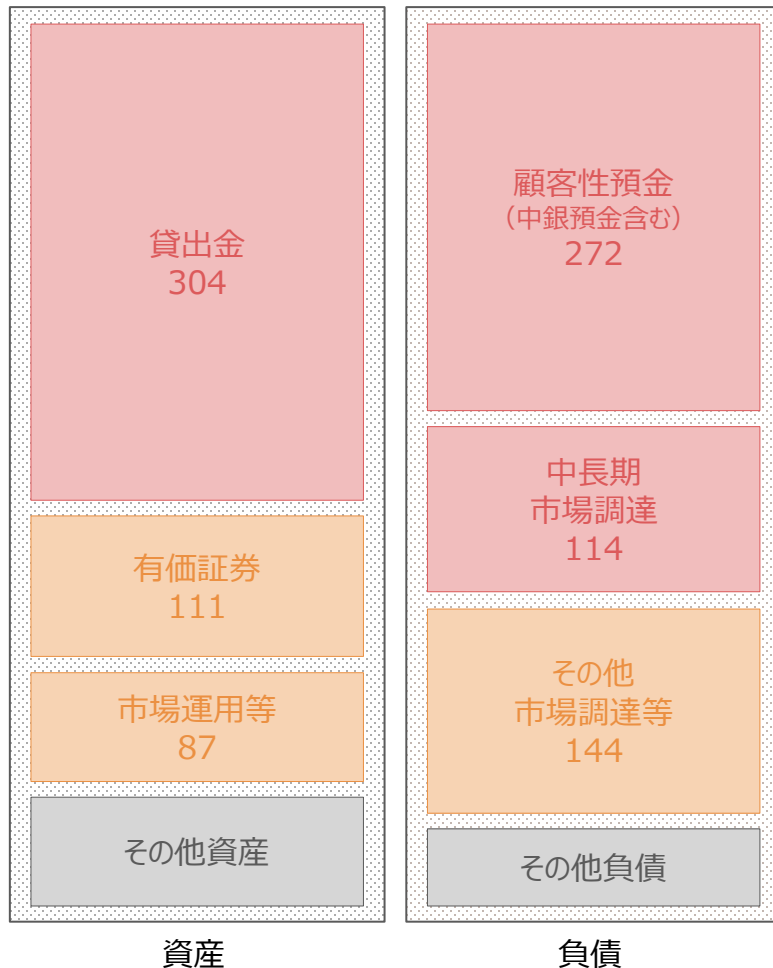 貸出金
304
有価証券
111
市場運用等
87
その他資産
資産
顧客性預金
（中銀預金含む）
272
中長期
市場調達
114
その他
市場調達等
144
その他負債
負債